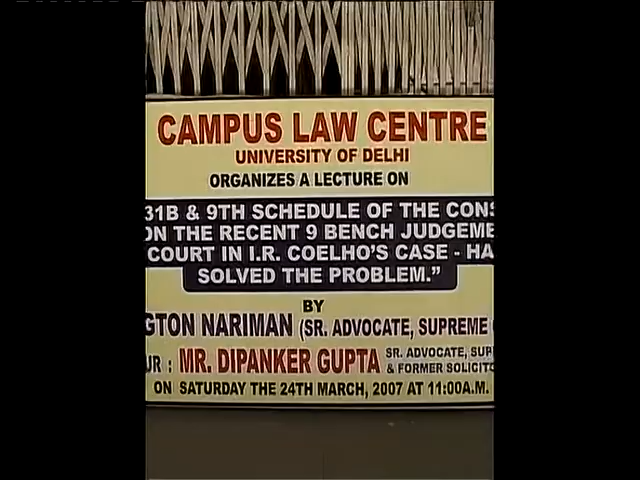 CAMPUS LAW CENTRE
UNIVERSITY OF DELHI
ORGANIZES A LECTURE ON
31B & 9TH SCHEDULE OF THE CONS
ON THE RECENT 9 BENCH JUDGEME
COURT IN I.R. COELHO'S CASE - HA
SOLVED THE PROBLEM."
BY
GTON NARIMAN (SR. ADVOCATE, SUPREME
UR : MR. DIPANKER GUPTA SR. ADVOCATE, SUP
& FORMER SOLICITO
ON SATURDAY THE 24TH MARCH, 2007 AT 11:00A.M.